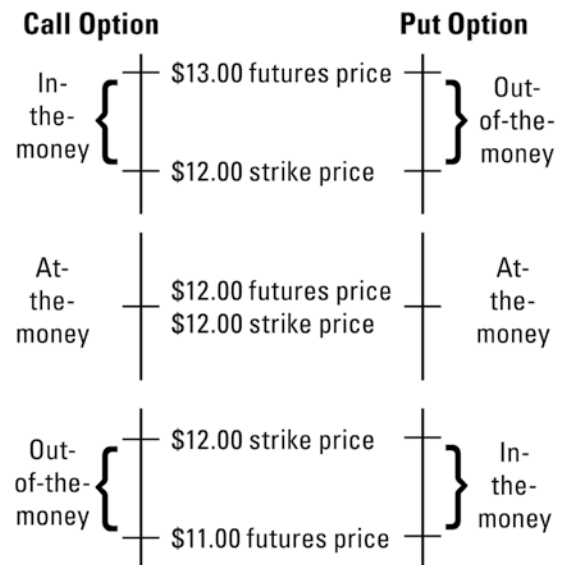 Call Option
Put Option
In-
the-
money
$13.00 futures price
$12.00 strike price
Out-
of-the-
money
At-
the-
money
$12.00 futures price
$12.00 strike price
At-
the-
money
Out-
of-the-
money
$12.00 strike price
$11.00 futures price
In-
the-
money